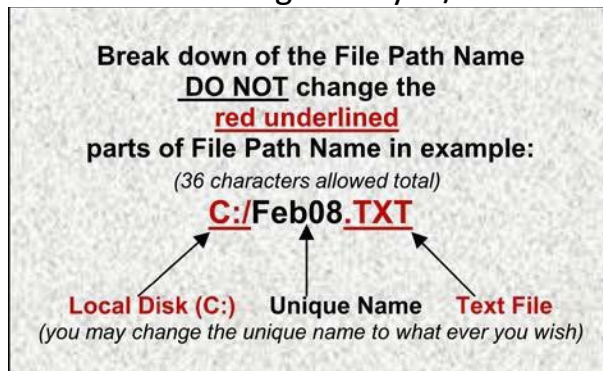 Break down of the File Path Name
DO NOT change the
red underlined
parts of File Path Name in example:
(36 characters allowed total)
C:/Feb08.TXT
Local Disk (C:) Unique Name Text File
(you may change the unique name to what ever you wish)